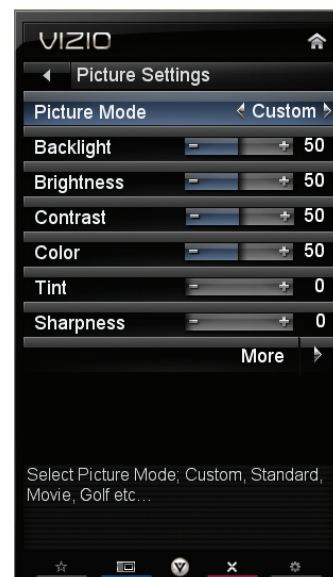 VIZIO
Picture Settings
Picture Mode Custom
Backlight - + 50
Brightness - + 50
Contrast - + 50
Color - + 50
Tint - + 0
Sharpness - + 0
More
Select Picture Mode; Custom, Standard,
Movie, Golf etc…